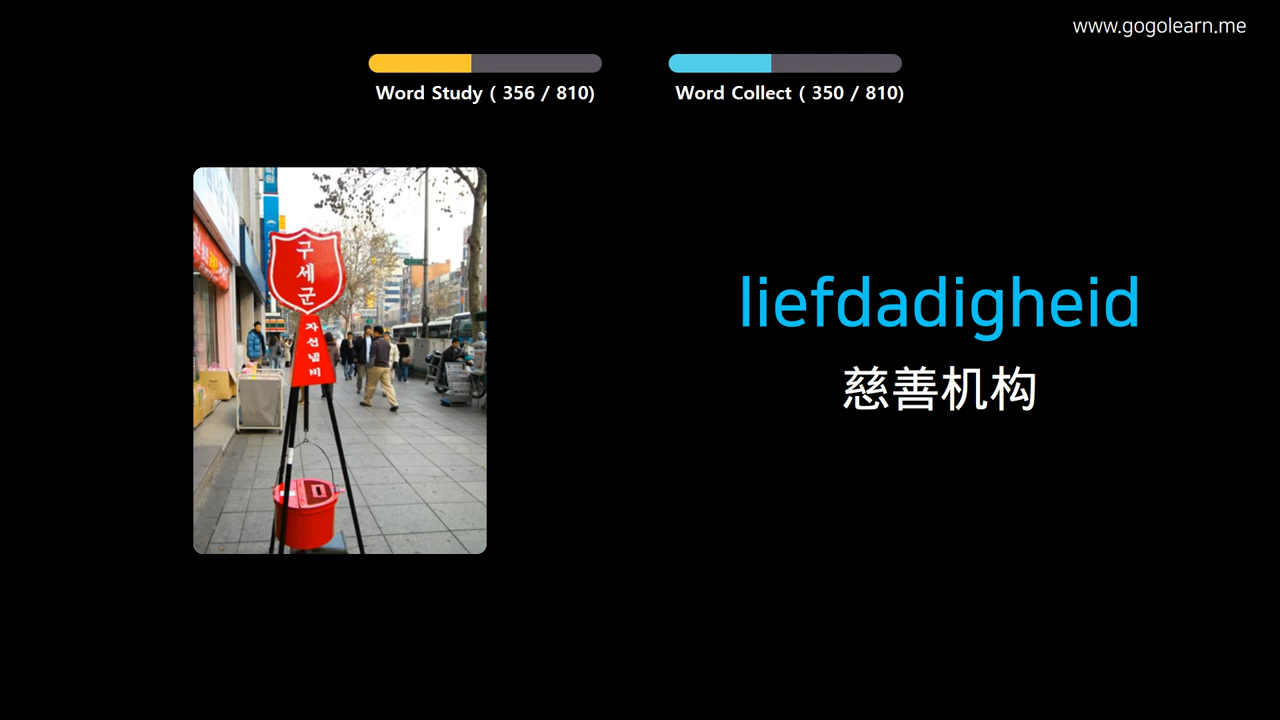 www.gogolearn.me
Word Study ( 356 / 810)
Word Collect ( 350 / 810)
구세군
자선냄비
liefdadigheid
慈善机构